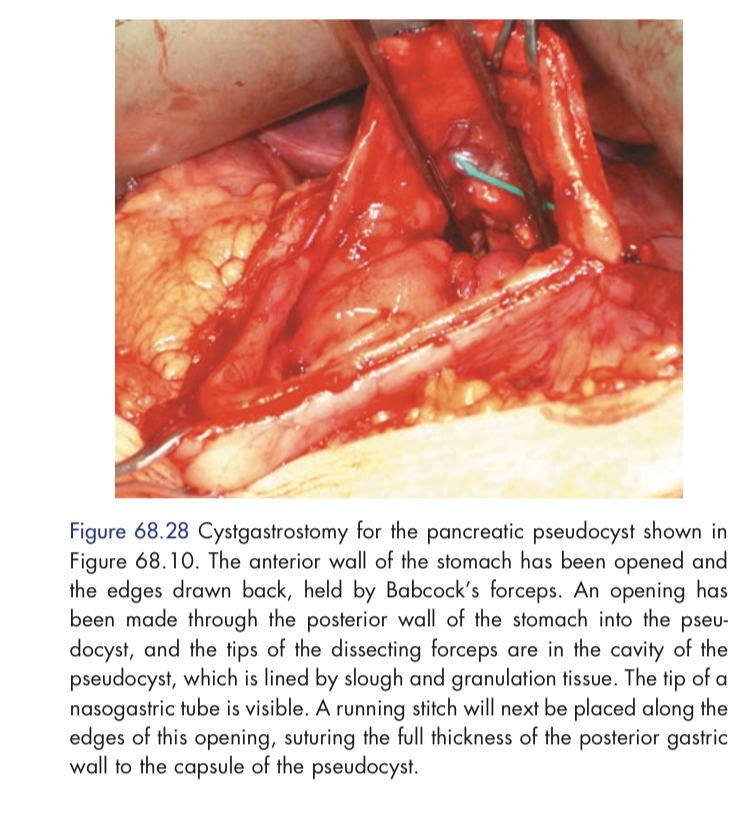 Figure 68.28 Cystgastrostomy for the pancreatic pseudocyst shown in
Figure 68.10. The anterior wall of the stomach has been opened and
the edges drawn back, held by Babcock’s forceps. An opening has
been made through the posterior wall of the stomach into the pseu-
docyst, and the tips of the dissecting forceps are in the cavity of the
pseudocyst, which is lined by slough and granulation tissue. The tip of a
nasogastric tube is visible. A running stitch will next be placed along the
edges of this opening, suturing the full thickness of the posterior gastric
wall to the capsule of the pseudocyst.